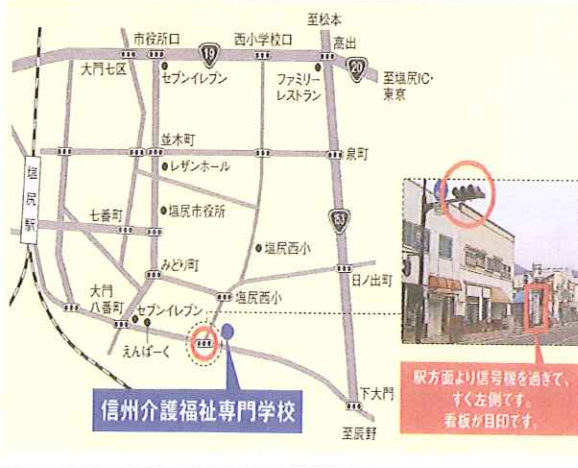 至松本
市役所口
19
西小学校口
高出
大門七区
セブンイレブン
ファミリー
レストラン
20
至塩尻IC・
東京
並木町
泉町
レザンホール
塩尻駅
七番町
塩尻市役所
153
塩尻西小
みどり町
日ノ出町
大門
八番町
セブンイレブン
塩尻西小
えんぱーく
信州介護福祉専門学校
下大門
至辰野
駅方面より信号機を過ぎて、
すぐ左側です。
看板が目印です。